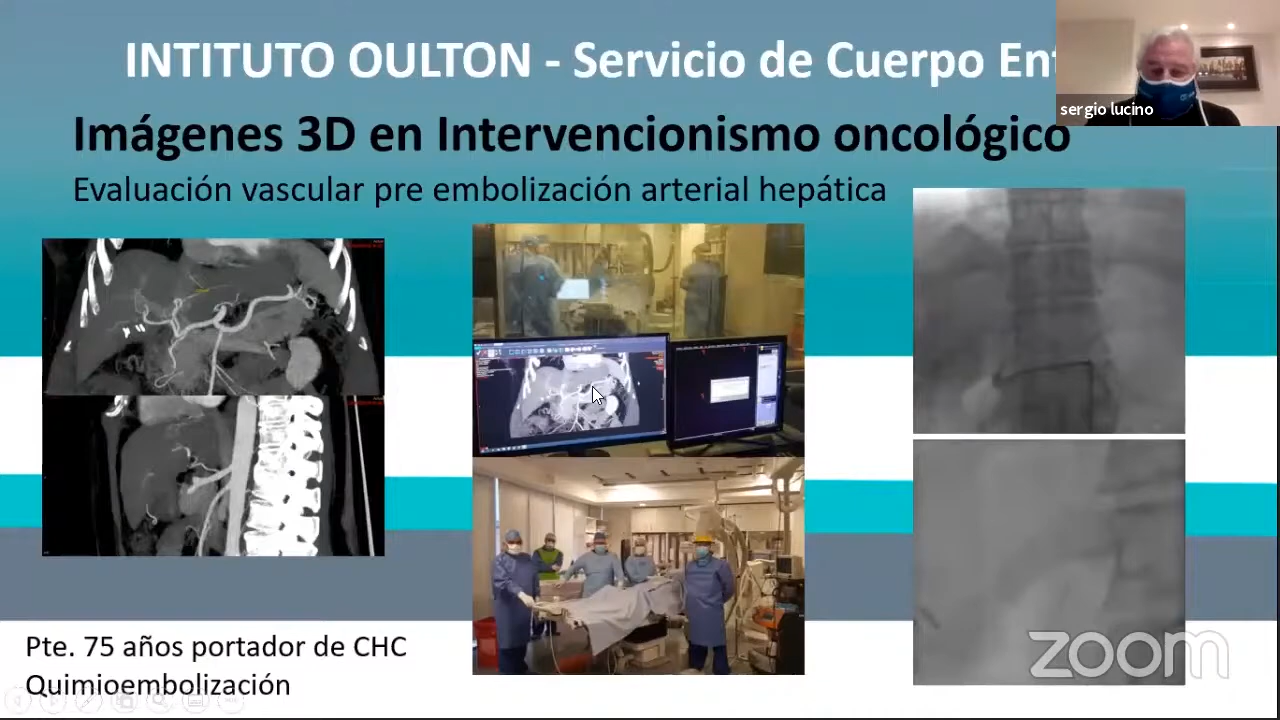 INTITUTO OULTON - Servicio de Cuerpo Ent
sergio lucino
Imágenes 3D en Intervencionismo oncológico
Evaluación vascular pre embolización arterial hepática
Pte. 75 años portador de CHC
Quimioembolización
zoom